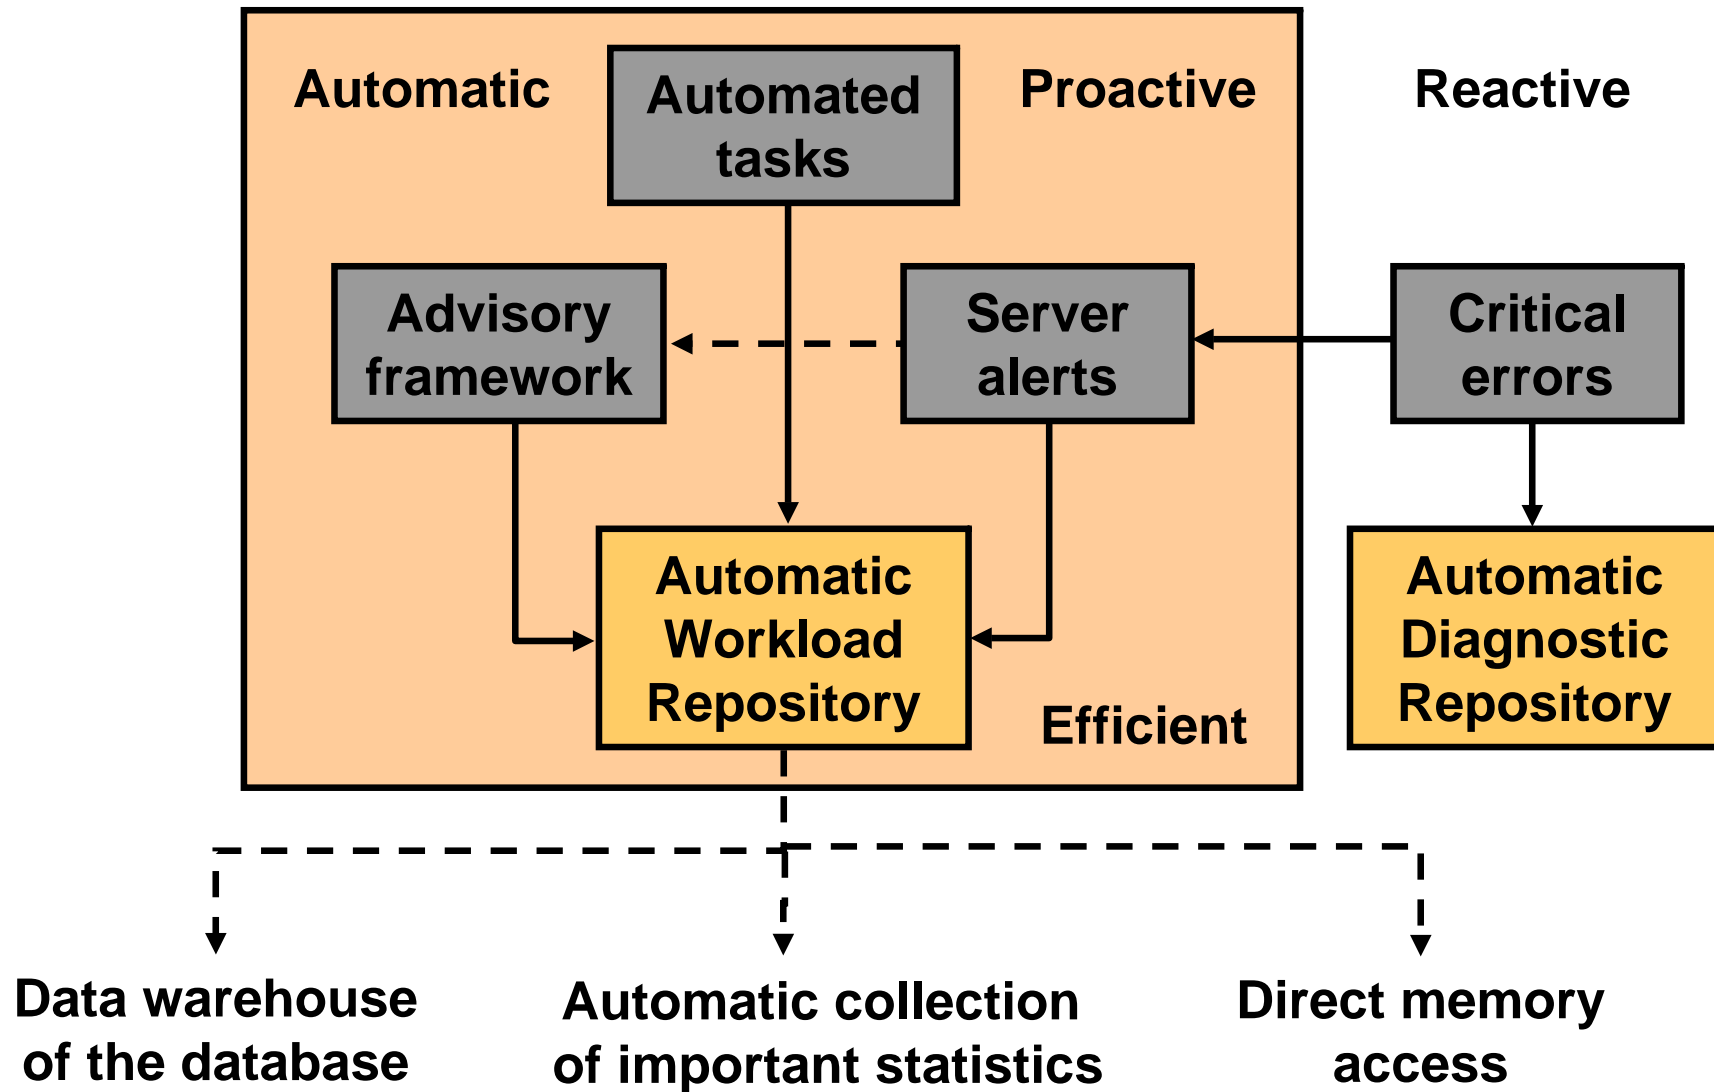 Automatic
Automated
tasks
Proactive
Reactive
Advisory
framework
Server
alerts
Critical
errors
Automatic
Workload
Repository
Efficient
Automatic
Diagnostic
Repository
Data warehouse
of the database
Automatic collection
of important statistics
Direct memory
access